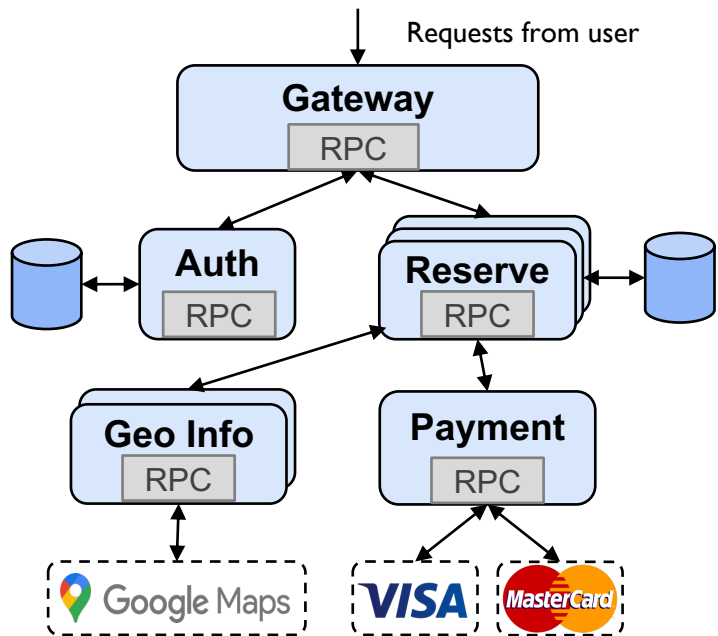 Requests from user
Gateway
RPC
Auth
RPC
Reserve
RPC
Geo Info
RPC
Payment
RPC
Google Maps
VISA
MasterCard